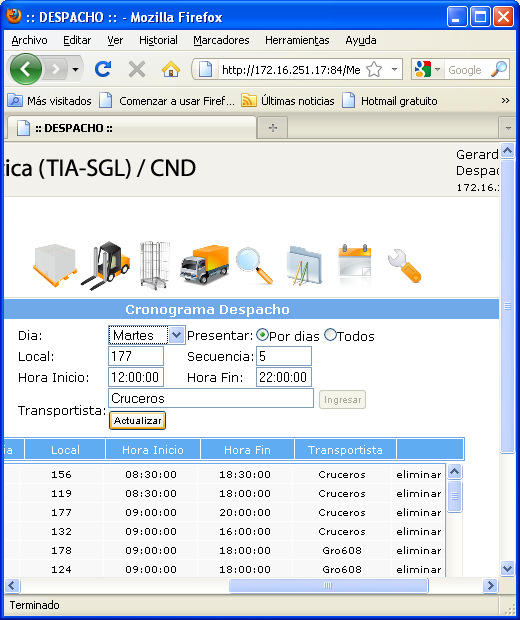 :: DESPACHO :: - Mozilla Firefox
Archivo Editar Ver Historial Marcadores Herramientas Ayuda
http://172.16.251.17:84/Me Google
Más visitados Comenzar a usar Firef... Últimas noticias Hotmail gratuito »
:: DESPACHO ::
rica (TIA-SGL) / CND
Gerard
Despac
172.16.
Cronograma Despacho
Dia: Martes Presentar: Por dias Todos
Local: 177 Secuencia: 5
Hora Inicio: 12:00:00 Hora Fin: 22:00:00
Transportista: Cruceros Ingresar
Actualizar
ia Local Hora Inicio Hora Fin Transportista
156 08:30:00 18:30:00 Cruceros eliminar
119 08:30:00 18:00:00 Cruceros eliminar
177 09:00:00 20:00:00 Cruceros eliminar
132 09:00:00 16:00:00 Cruceros eliminar
178 09:00:00 18:00:00 Gro608 eliminar
124 09:00:00 18:00:00 Gro608 eliminar
Terminado